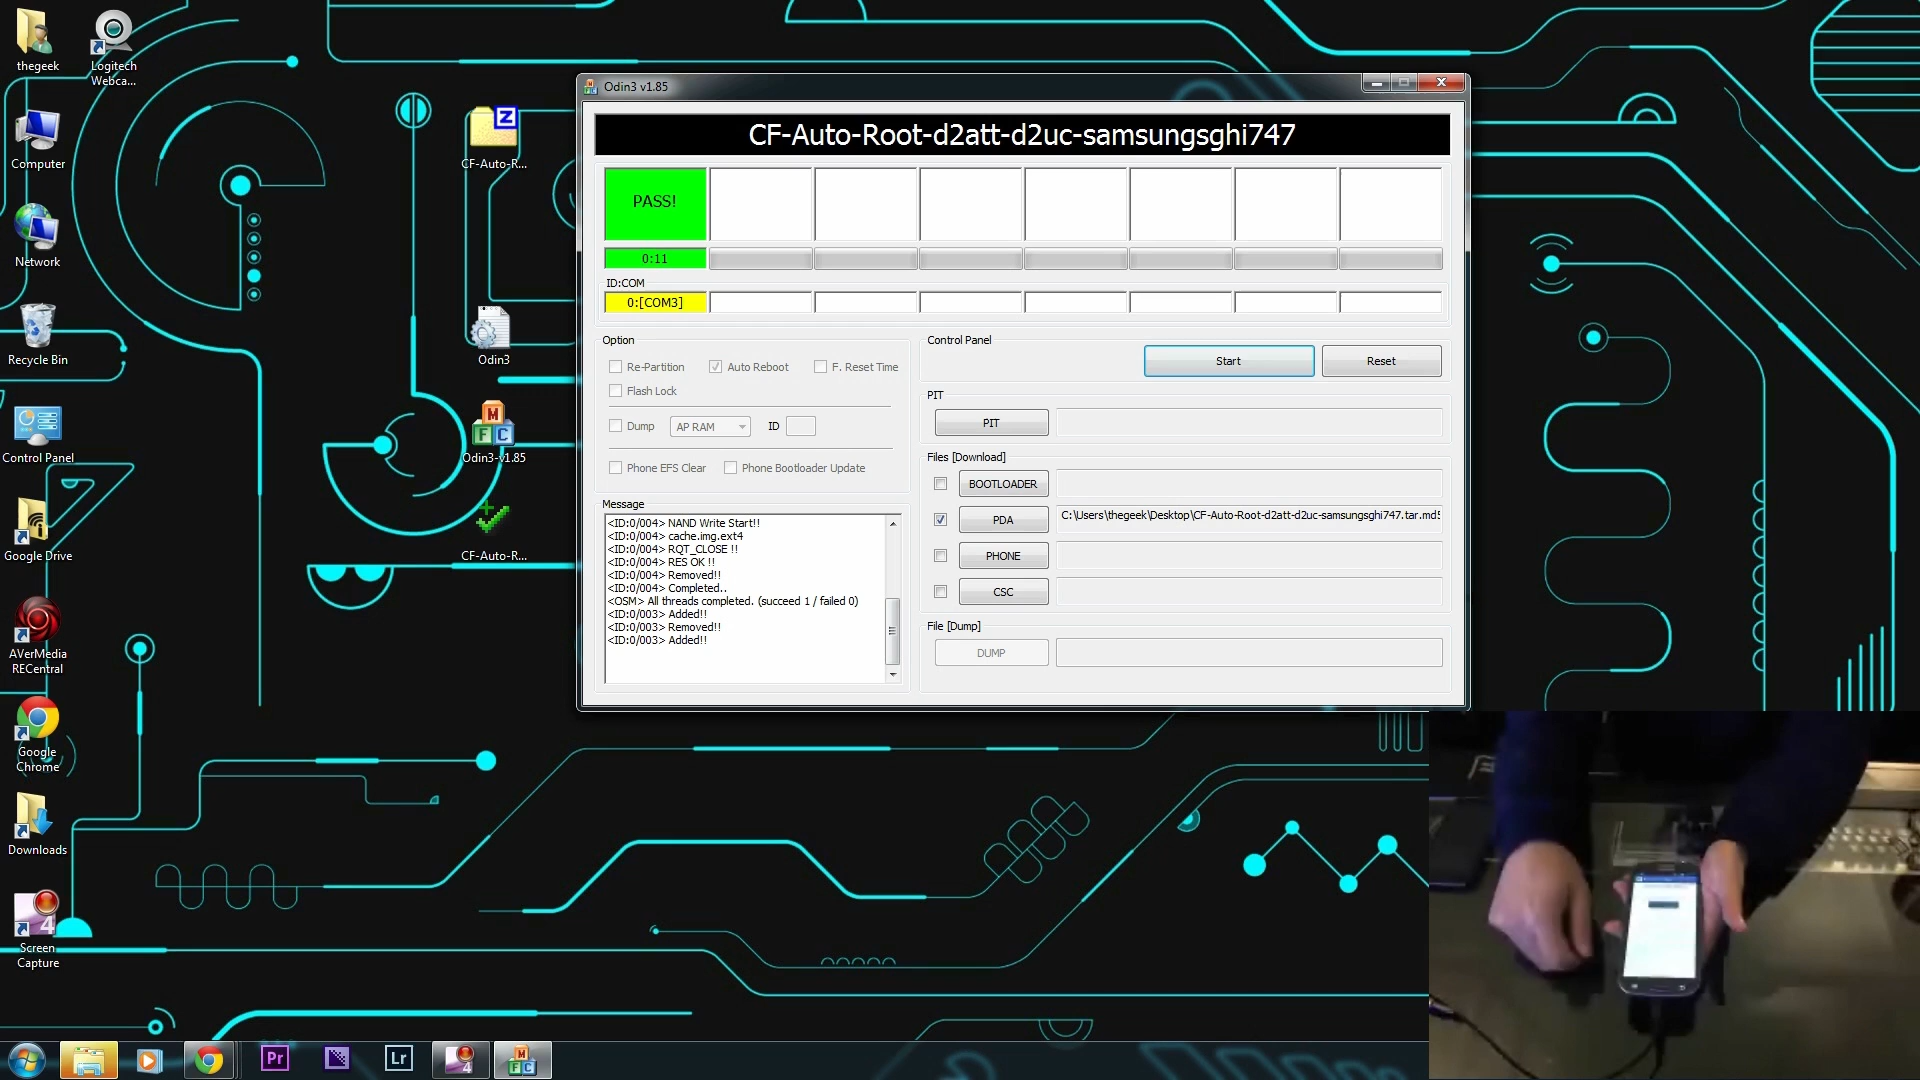 thegeek
Logitech
Webca...
Computer
Network
Recycle Bin
Control Panel
Google Drive
AVerMedia
RECentral
Google
Chrome
Downloads
4
Screen
Capture
Z
CF-Auto-R...
Odin3
M
F C
Odin3-v1.85
CF-Auto-R...
Odin3 v1.85
CF-Auto-Root-d2att-d2uc-samsungsghi747
PASS!
0:11
ID:COM
0:[COM3]
Option
Re-Partition
Auto Reboot
F. Reset Time
Flash Lock
Dump
AP RAM
ID
Phone EFS Clear
Phone Bootloader Update
Message
<ID:0/004> NAND Write Start!!
<ID:0/004> cache.img.ext4
<ID:0/004> RQT_CLOSE !!
<ID:0/004> RES OK !!
<ID:0/004> Removed!!
<ID:0/004> Completed..
<OSM> All threads completed. (succeed 1 / failed 0)
<ID:0/003> Added!!
<ID:0/003> Removed!!
<ID:0/003> Added!!
Control Panel
Start
Reset
PIT
PIT
Files [Download]
BOOTLOADER
PDA
C:\Users\thegeek\Desktop\CF-Auto-Root-d2att-d2uc-samsungsghi747.tar.md5
PHONE
CSC
File [Dump]
DUMP
Pr
Lr
4
M
F C